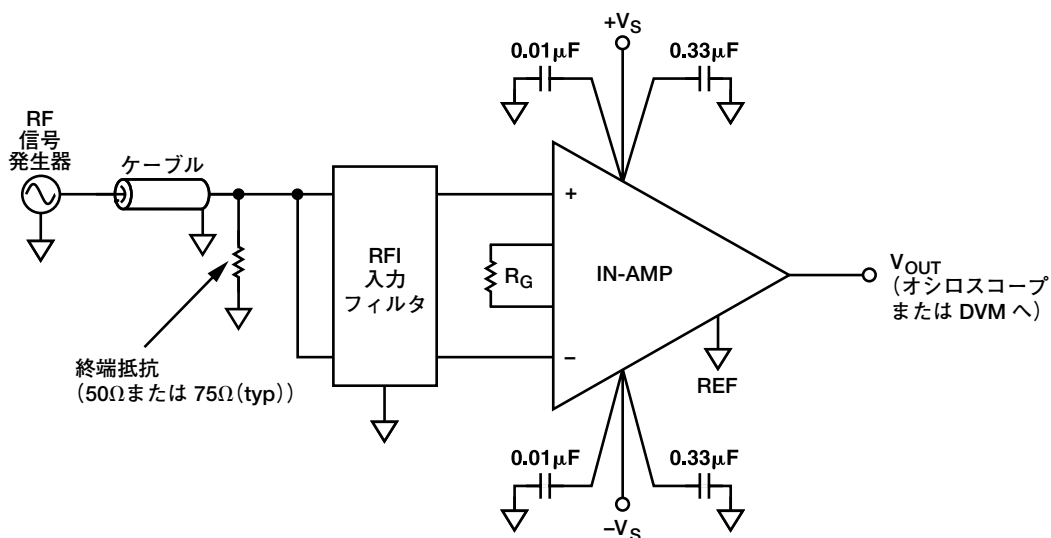 +VS
0.01μF
0.33μF
RF
信号
発生器
ケーブル
+
RFI
入力
フィルタ
RG
IN-AMP
VOUT
（オシロスコープ
または DVM へ）
終端抵抗
（50Ωまたは 75Ω(typ)）
–
REF
0.01μF
0.33μF
–VS